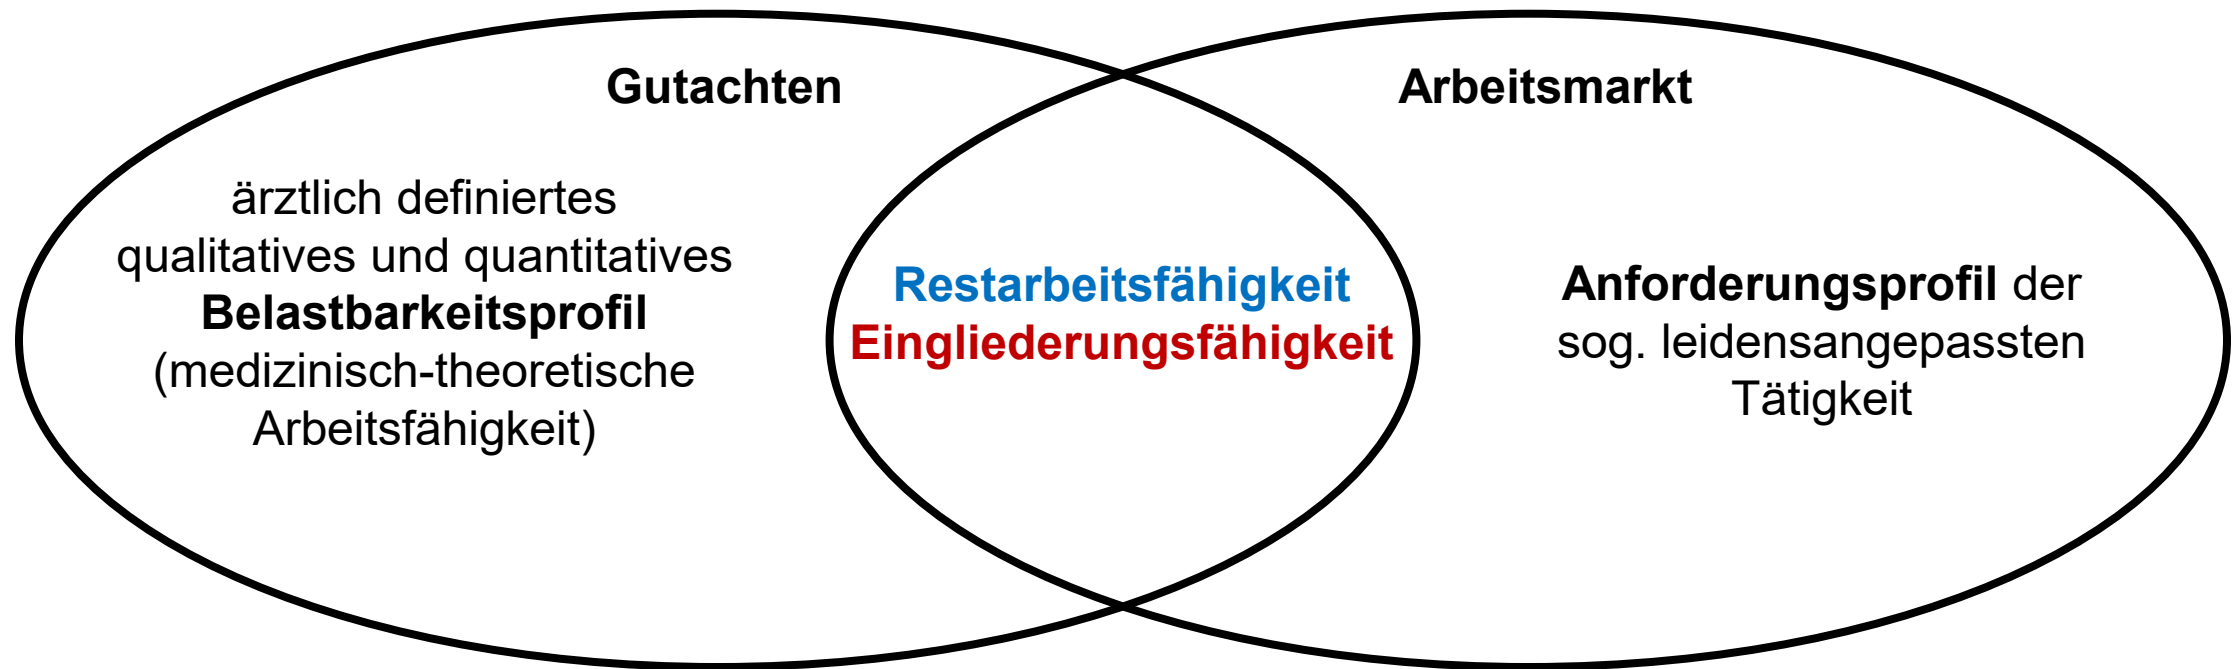 Gutachten
ärztlich definiertes
qualitatives und quantitatives
Belastbarkeitsprofil
(medizinisch-theoretische
Arbeitsfähigkeit)
Restarbeitsfähigkeit
Eingliederungsfähigkeit
Arbeitsmarkt
Anforderungsprofil der
sog. leidensangepassten
Tätigkeit